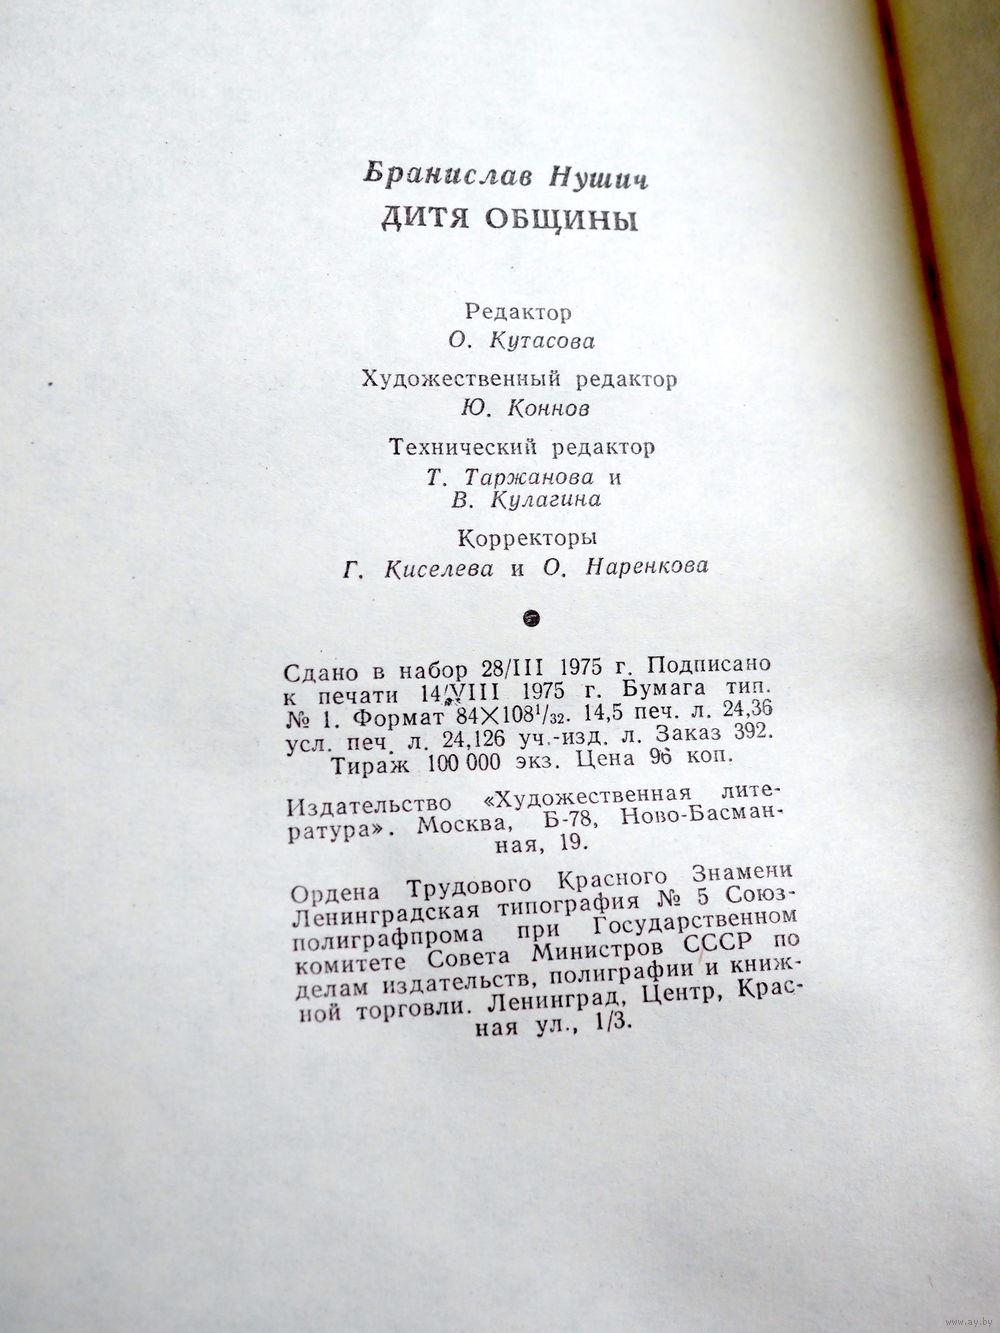 Бранислав Нушич
ДИТЯ ОБЩИНЫ
Редактор
О. Кутасова
Художественный редактор
Ю. Коннов
Технический редактор
Т. Таржанова и
В. Кулагина
Корректоры
Г. Киселева и О. Наренкова
Сдано в набор 28/III 1975 г. Подписано
к печати 14/VIII 1975 г. Бумага тип.
№ 1. Формат 84×108¹/₃₂. 14,5 печ. л. 24,36
усл. печ. л. 24,126 уч.-изд. л. Заказ 392.
Тираж 100 000 экз. Цена 96 коп.
Издательство «Художественная лите-
ратура». Москва, Б-78, Ново-Басман-
ная, 19.
Ордена Трудового Красного Знамени
Ленинградская типография № 5 Союз-
полиграфпрома при Государственном
комитете Совета Министров СССР по
делам издательств, полиграфии и книж-
ной торговли. Ленинград, Центр, Крас-
ная ул., 1/3.
www.ay.by